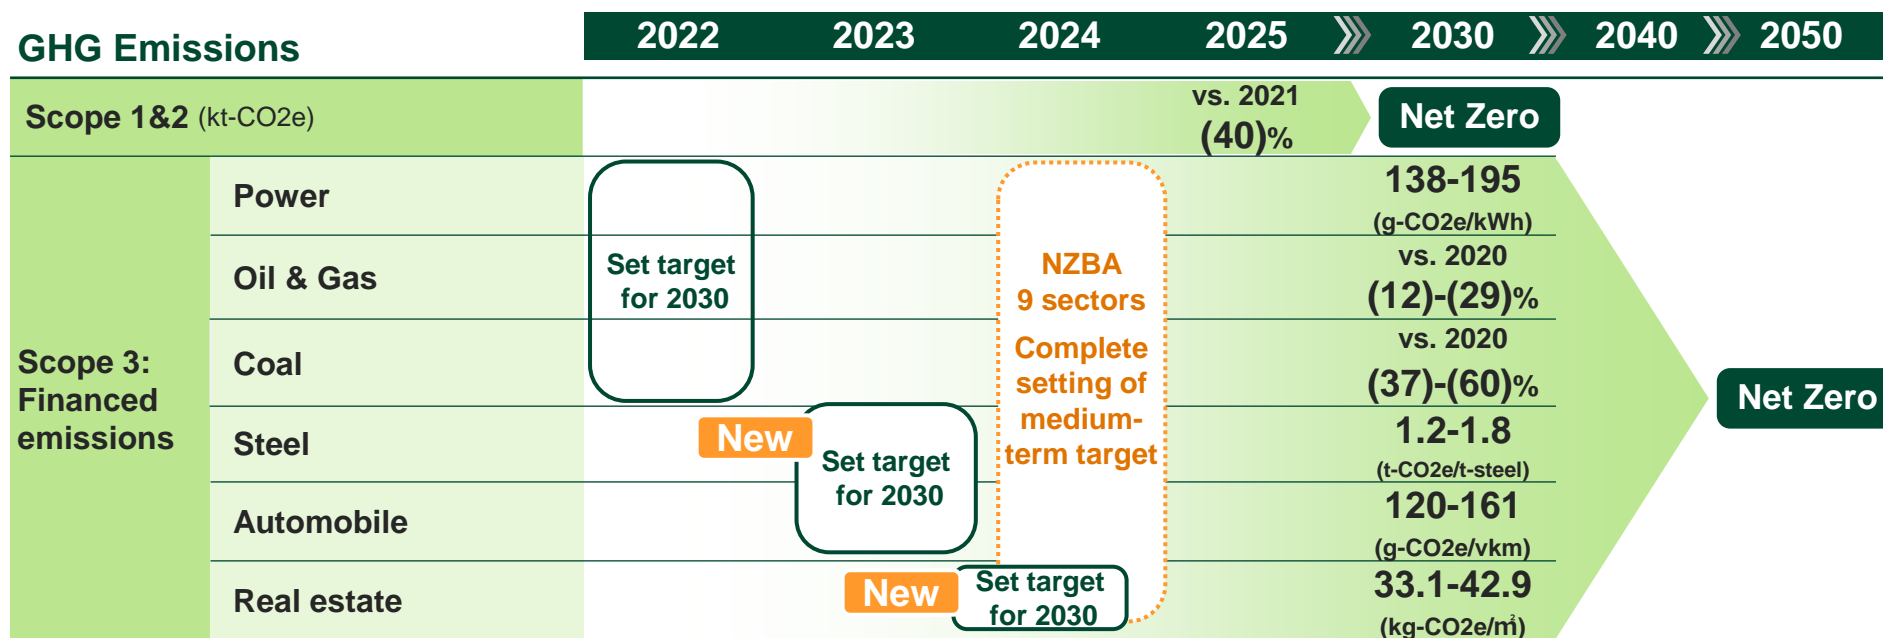 GHG Emissions
2022 2023 2024 2025 2030 2040 2050
Scope 1&2 (kt-CO2e)
vs. 2021
(40)%
Net Zero
Scope 3:
Financed
emissions
Power
Oil & Gas
Coal
Steel
Automobile
Real estate
Set target
for 2030
New
Set target
for 2030
New
Set target
for 2030
NZBA
9 sectors
Complete
setting of
medium-
term target
138-195
(g-CO2e/kWh)
vs. 2020
(12)-(29)%
vs. 2020
(37)-(60)%
1.2-1.8
(t-CO2e/t-steel)
120-161
(g-CO2e/vkm)
33.1-42.9
(kg-CO2e/㎡)
Net Zero